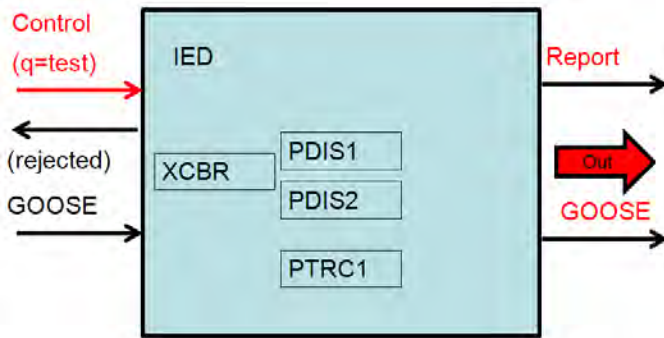 Control
(q=test)
(rejected)
GOOSE
IED
XCBR
PDIS1
PDIS2
PTRC1
Report
Out
GOOSE